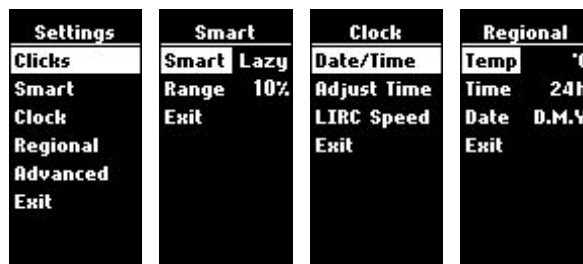 Settings
Clicks
Smart
Clock
Regional
Advanced
Exit
Smart
Smart Lazy
Range 10%
Exit
Clock
Date/Time
Adjust Time
LIRC Speed
Exit
Regional
Temp °C
Time 24h
Date D.M.Y
Exit